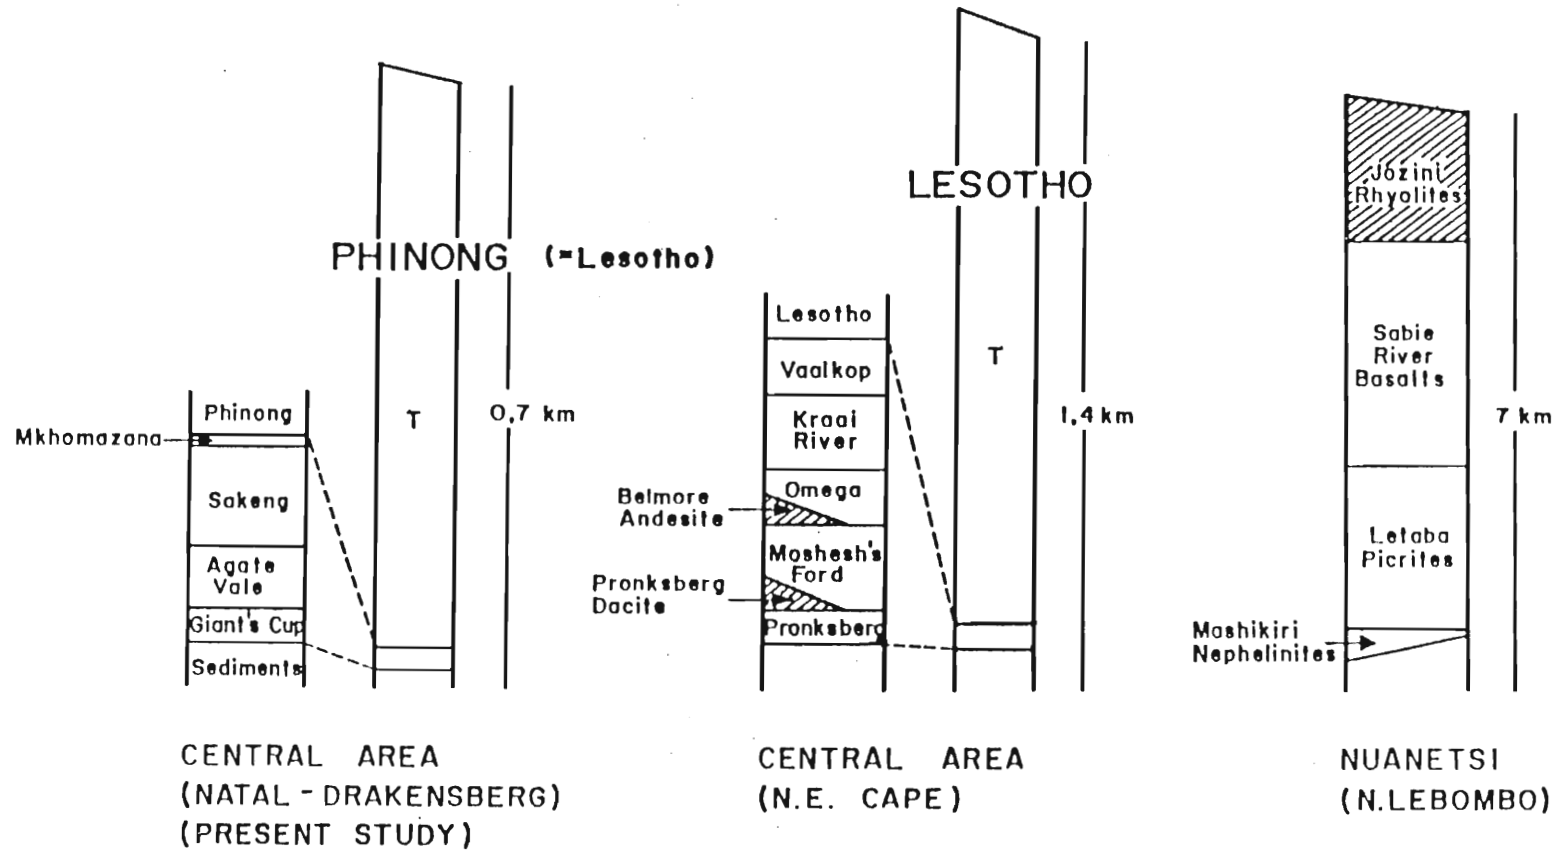 PHINONG (=Lesotho)
T
0,7 km
Phinong
Mkhomazana
Sakeng
Agate
Vale
Giant's Cup
Sediments
CENTRAL AREA
(NATAL-DRAKENSBERG)
(PRESENT STUDY)
LESOTHO
T
1,4 km
Lesotho
Vaalkop
Kraai
River
Omega
Belmore
Andesite
Moshesh's
Ford
Pronksberg
Dacite
Pronksberg
CENTRAL AREA
(N.E. CAPE)
Jozini
Rhyolites
Sabie
River
Basalts
7 km
Letaba
Picrites
Mashikiri
Nephelinites
NUANETSI
(N.LEBOMBO)